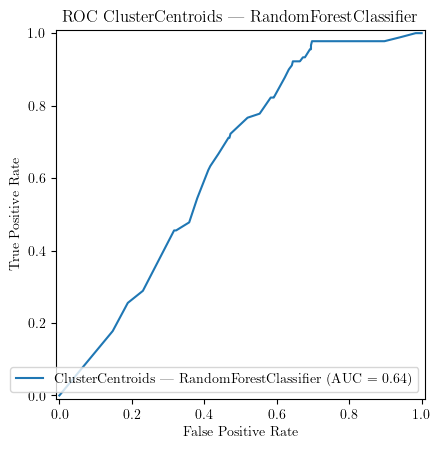 ROC ClusterCentroids — RandomForestClassifier
True Positive Rate
1.0
0.8
0.6
0.4
0.2
0.0
ClusterCentroids — RandomForestClassifier (AUC = 0.64)
0.0 0.2 0.4 0.6 0.8 1.0
False Positive Rate